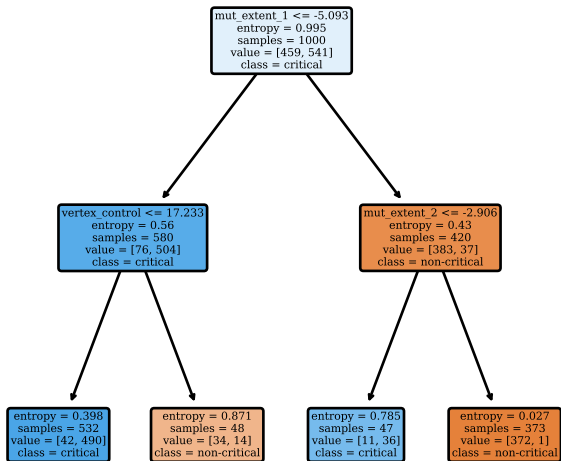 mut_extent_1 <= -5.093
entropy = 0.995
samples = 1000
value = [459, 541]
class = critical
vertex_control <= 17.233
entropy = 0.56
samples = 580
value = [76, 504]
class = critical
mut_extent_2 <= -2.906
entropy = 0.43
samples = 420
value = [383, 37]
class = non-critical
entropy = 0.398
samples = 532
value = [42, 490]
class = critical
entropy = 0.871
samples = 48
value = [34, 14]
class = non-critical
entropy = 0.785
samples = 47
value = [11, 36]
class = critical
entropy = 0.027
samples = 373
value = [372, 1]
class = non-critical